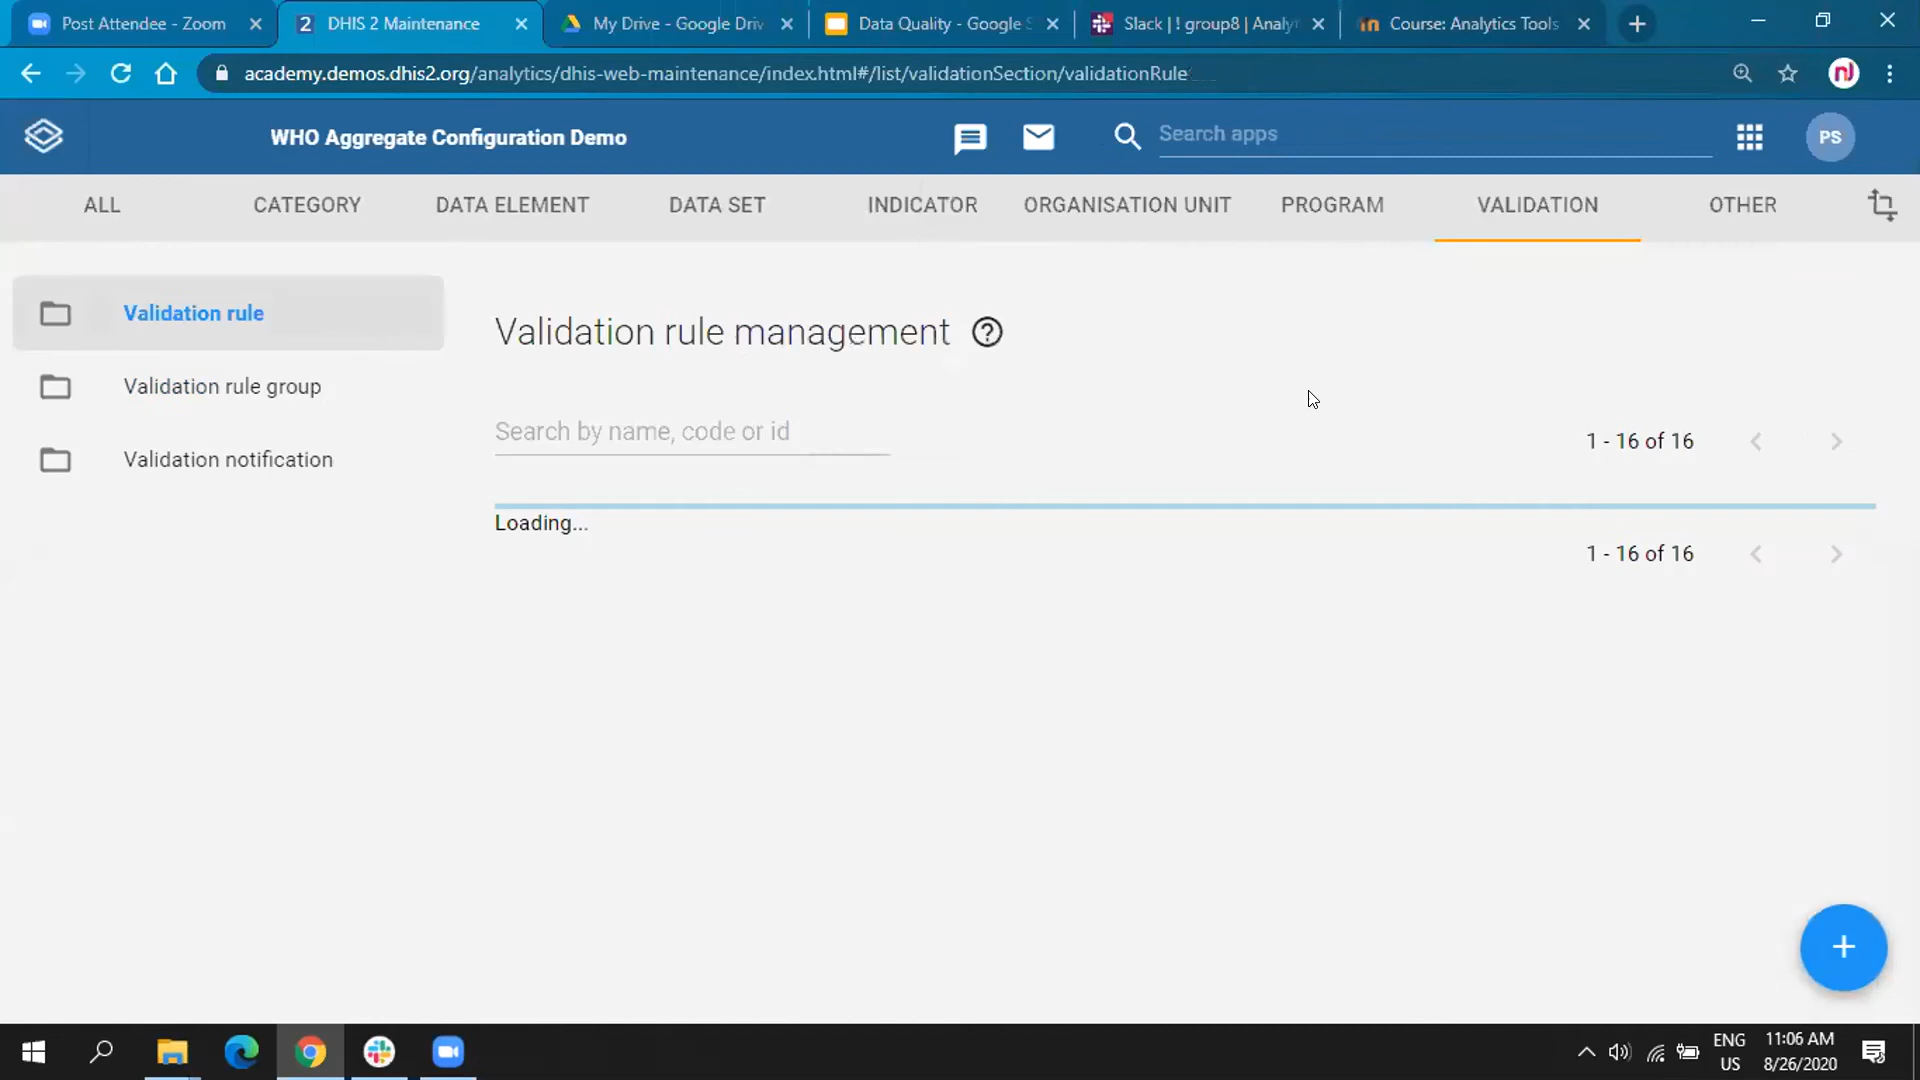 Post Attendee - Zoom
2 DHIS 2 Maintenance
My Drive - Google Driv
Data Quality - Google S
Slack | ! group8 | Analyt
Course: Analytics Tools
academy.demos.dhis2.org/analytics/dhis-web-maintenance/index.html#/list/validationSection/validationRule
WHO Aggregate Configuration Demo
Search apps
PS
ALL
CATEGORY
DATA ELEMENT
DATA SET
INDICATOR
ORGANISATION UNIT
PROGRAM
VALIDATION
OTHER
Validation rule
Validation rule group
Validation notification
Validation rule management
Search by name, code or id
1 - 16 of 16
Loading...
1 - 16 of 16
ENG
US
11:06 AM
8/26/2020